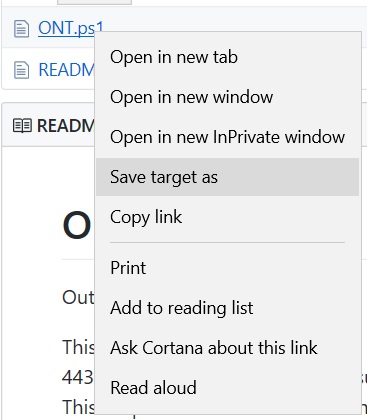 ONT.ps1
Open in new tab
READM
Open in new window
READM
Open in new InPrivate window
Save target as
O
Copy link
Print
Out
Add to reading list
This
Ask Cortana about this link
443
Read aloud
This